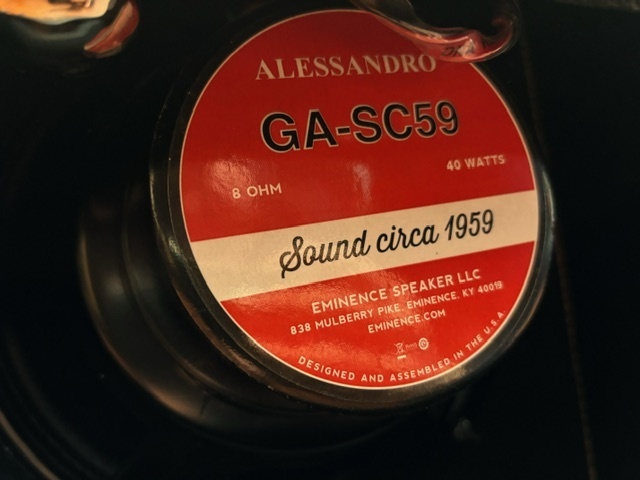 ALESSANDRO
GA-SC59
40 WATTS
8 OHM
Sound circa 1959
EMINENCE SPEAKER LLC
838 MULBERRY PIKE, EMINENCE, KY 40019
EMINENCE.COM
DESIGNED AND ASSEMBLED IN THE U.S.A.